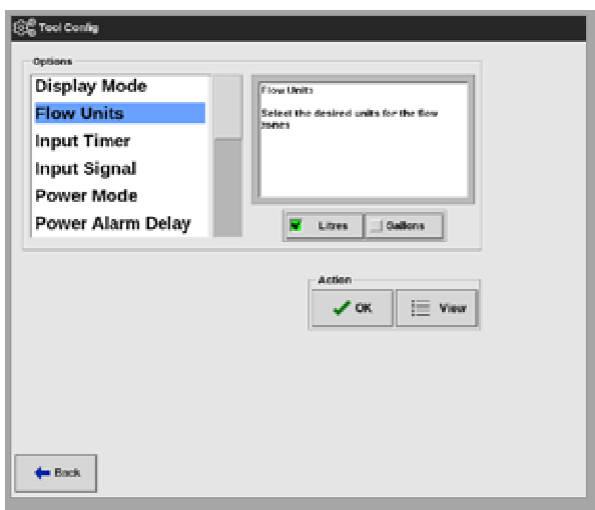 Tool Config
Options
Display Mode
Flow Units
Input Timer
Input Signal
Power Mode
Power Alarm Delay
Flow Units
Select the desired units for the flow
zones
Litres
Gallons
Action
OK
View
Back